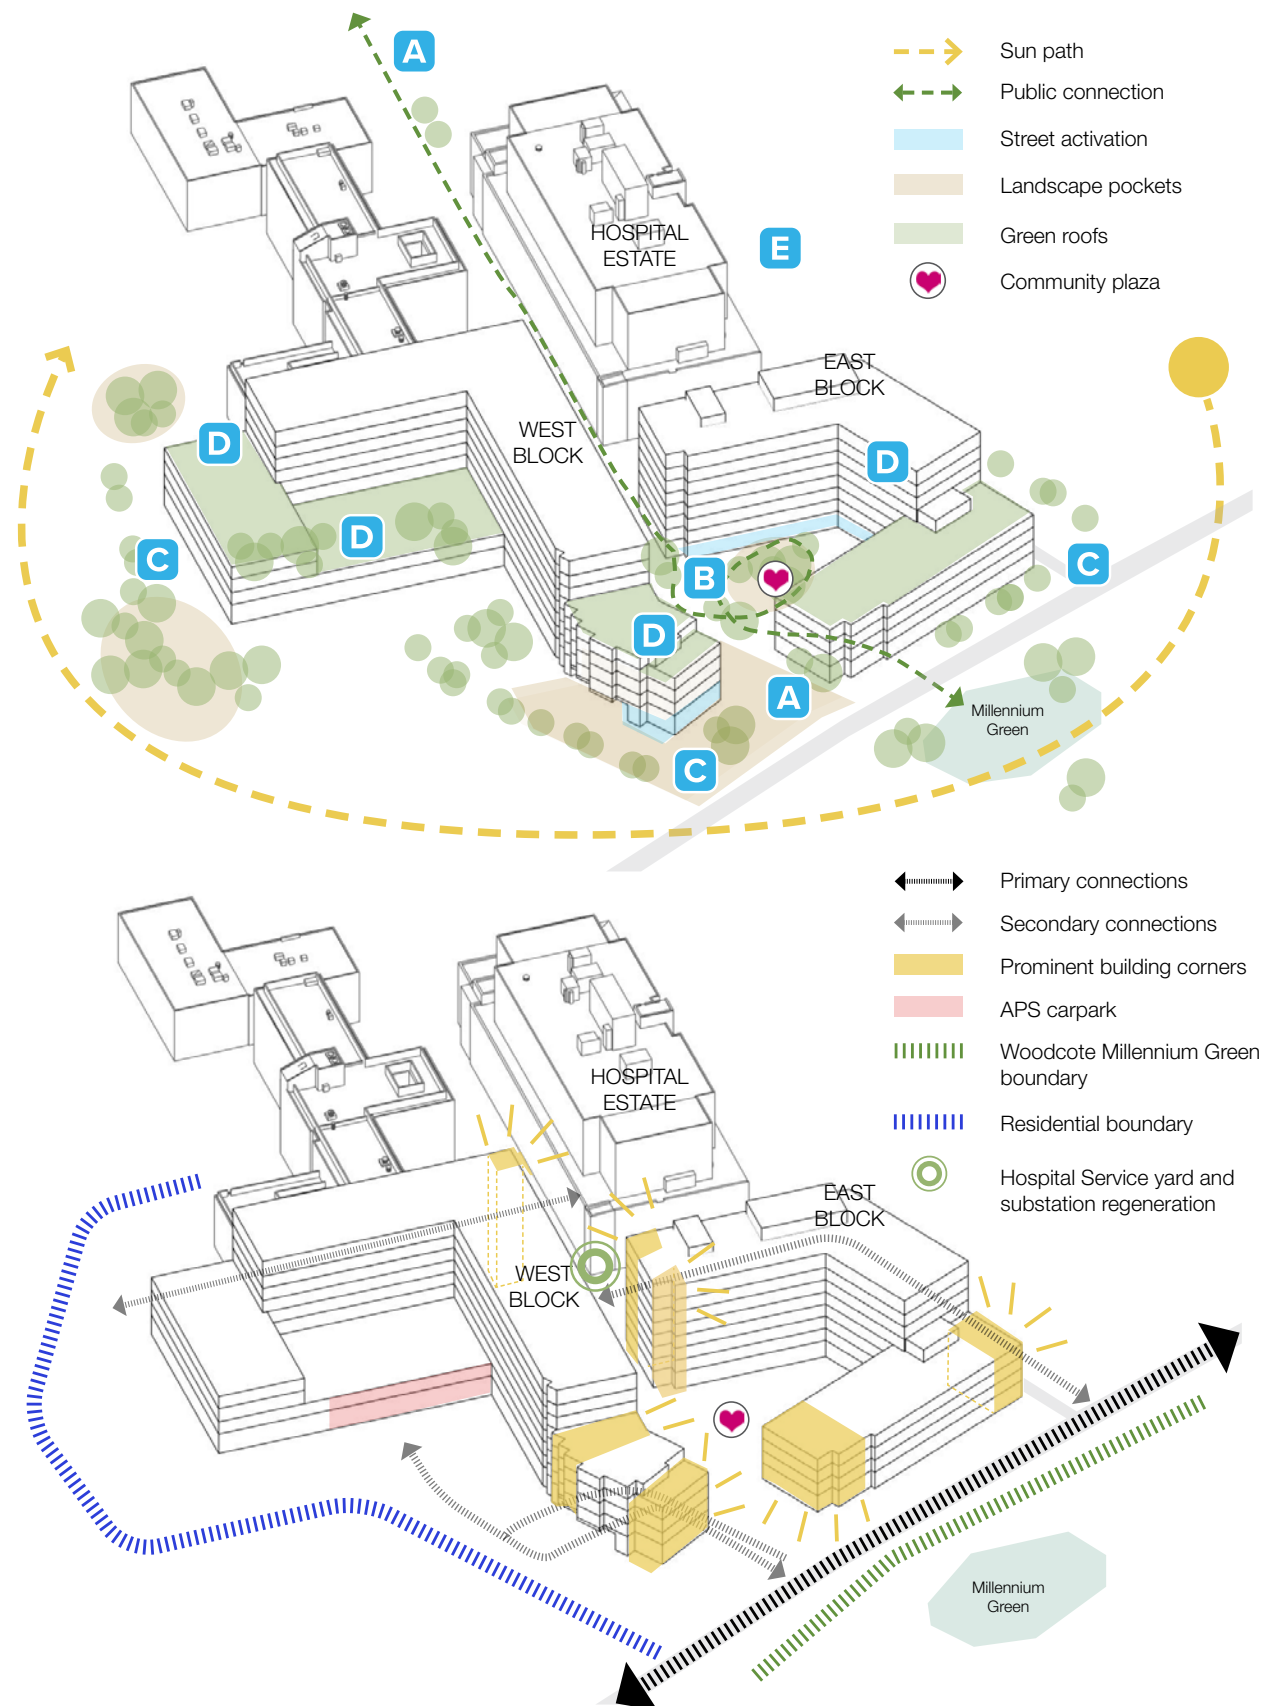 A
Sun path
Public connection
Street activation
Landscape pockets
Green roofs
Community plaza
HOSPITAL
ESTATE
E
EAST
BLOCK
WEST
BLOCK
D
D
D
C
C
B
D
A
Millennium
Green
C
Primary connections
Secondary connections
Prominent building corners
APS carpark
Woodcote Millennium Green
boundary
Residential boundary
Hospital Service yard and
substation regeneration
HOSPITAL
ESTATE
EAST
BLOCK
WEST
BLOCK
Millennium
Green